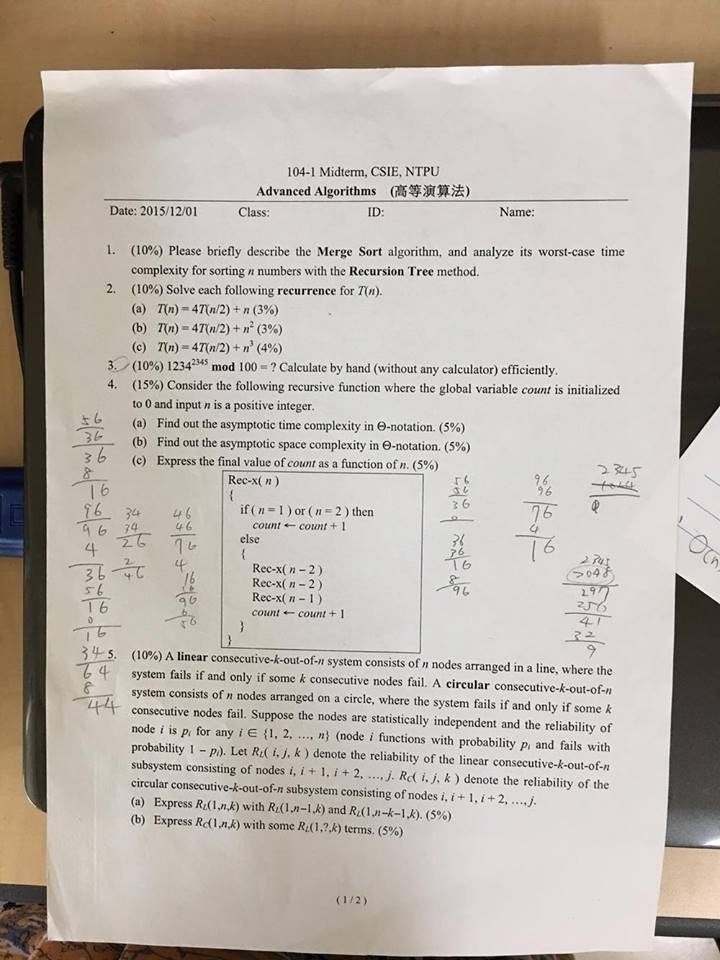 104-1 Midterm, CSIE, NTPU
Advanced Algorithms (高等演算法)
Date: 2015/12/01 Class: ID: Name:
1. (10%) Please briefly describe the Merge Sort algorithm, and analyze its worst-case time
complexity for sorting n numbers with the Recursion Tree method.
2. (10%) Solve each following recurrence for T(n).
(a) T(n) = 4T(n/2) + n (3%)
(b) T(n) = 4T(n/2) + n² (3%)
(c) T(n) = 4T(n/2) + n³ (4%)
3. (10%) 1234²³⁴⁵ mod 100 = ? Calculate by hand (without any calculator) efficiently.
4. (15%) Consider the following recursive function where the global variable count is initialized
to 0 and input n is a positive integer.
(a) Find out the asymptotic time complexity in Θ-notation. (5%)
(b) Find out the asymptotic space complexity in Θ-notation. (5%)
(c) Express the final value of count as a function of n. (5%)
Rec-x( n )
{
if ( n = 1 ) or ( n = 2 ) then
count ← count + 1
else
{
Rec-x( n − 2 )
Rec-x( n − 2 )
Rec-x( n − 1 )
count ← count + 1
}
}
56
36
36
8
16
96
96
4
36
56
16
0
16
34
64
8
44
34
34
26
2
46
46
46
76
4
16
16
96
6
56
56
56
36
0
36
36
16
8
96
96
96
76
4
16
2345
2345
2048
297
256
41
32
9
5. (10%) A linear consecutive-k-out-of-n system consists of n nodes arranged in a line, where the
system fails if and only if some k consecutive nodes fail. A circular consecutive-k-out-of-n
system consists of n nodes arranged on a circle, where the system fails if and only if some k
consecutive nodes fail. Suppose the nodes are statistically independent and the reliability of
node i is pᵢ for any i ∈ {1, 2, …, n} (node i functions with probability pᵢ and fails with
probability 1 − pᵢ). Let R_L( i, j, k ) denote the reliability of the linear consecutive-k-out-of-n
subsystem consisting of nodes i, i + 1, i + 2, …, j. R_C( i, j, k ) denote the reliability of the
circular consecutive-k-out-of-n subsystem consisting of nodes i, i + 1, i + 2, …, j.
(a) Express R_L(1,n,k) with R_L(1,n−1,k) and R_L(1,n−k−1,k). (5%)
(b) Express R_C(1,n,k) with some R_L(1,?,k) terms. (5%)
(1/2)